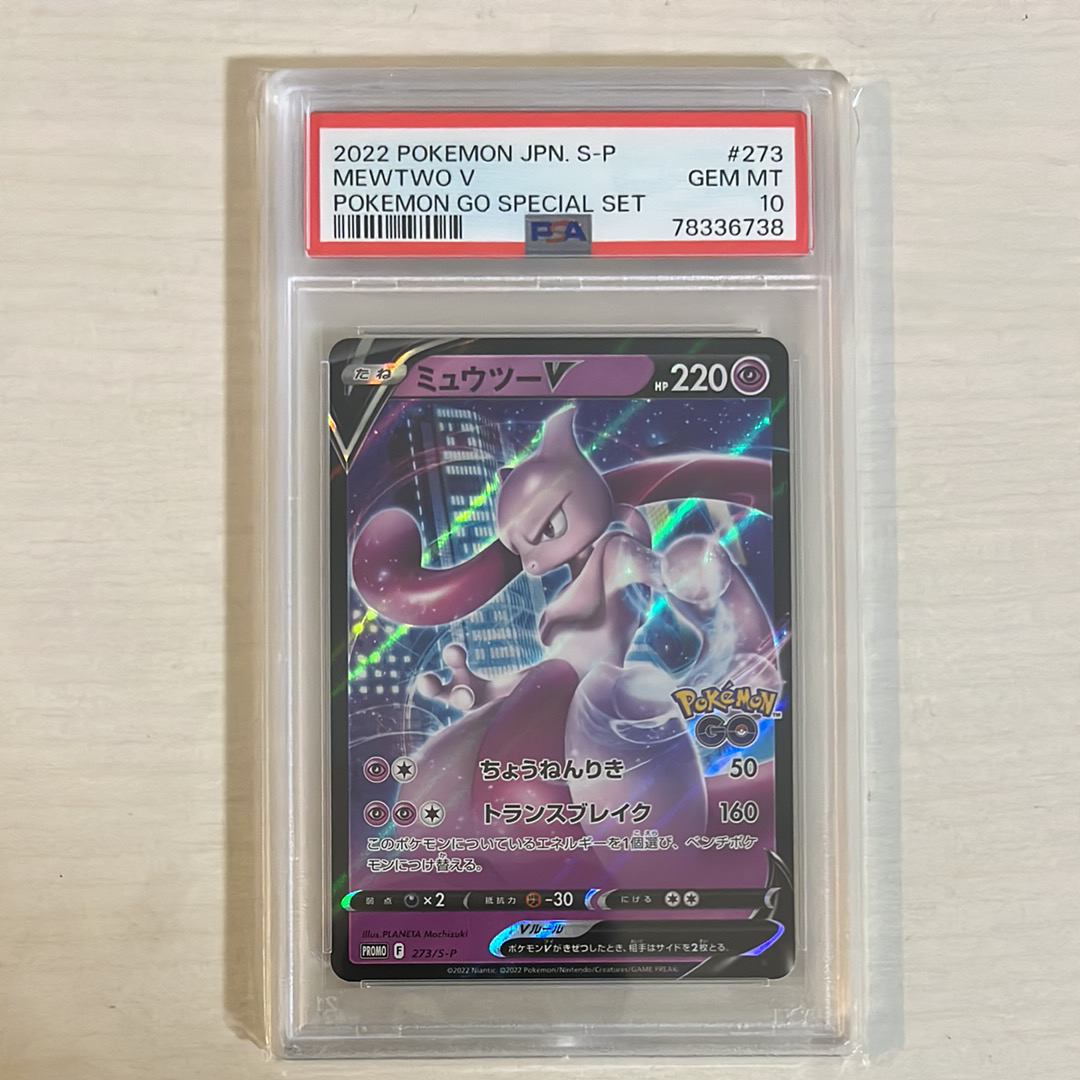 2022 POKEMON JPN. S-P #273
MEWTWO V GEM MT
POKEMON GO SPECIAL SET 10
PSA 78336738
たね ミュウツーV HP 220
POKéMON™
GO
ちょうねんりき 50
トランスブレイク 160
このポケモンについているエネルギーを1個選び、ベンチポケ
モンにつけ替える。
弱点 ×2 抵抗力 -30 にげる
Illus. PLANETA Mochizuki
Vルール
PROMO F 273/S-P ポケモンVがきぜつしたとき、相手はサイドを2枚とる。
©2022 Niantic. ©2022 Pokémon/Nintendo/Creatures/GAME FREAK.